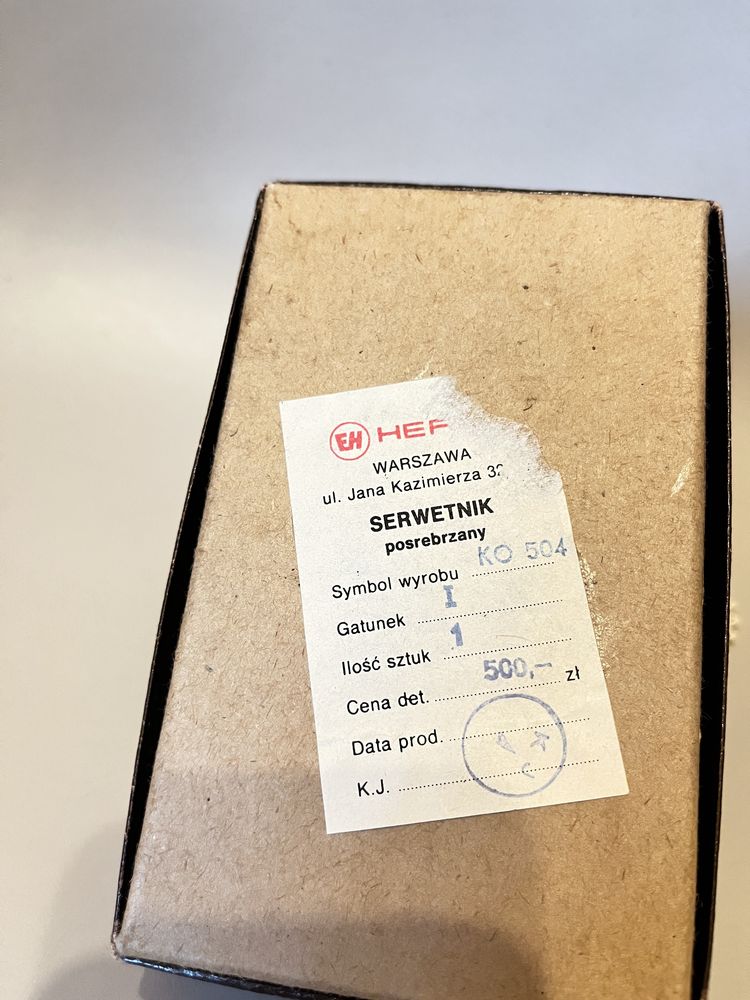 EH HEF
WARSZAWA
ul. Jana Kazimierza 32
SERWETNIK
posrebrzany
Symbol wyrobu KO 504
Gatunek I
Ilość sztuk 1
Cena det. 500,- zł
Data prod.
K.J.